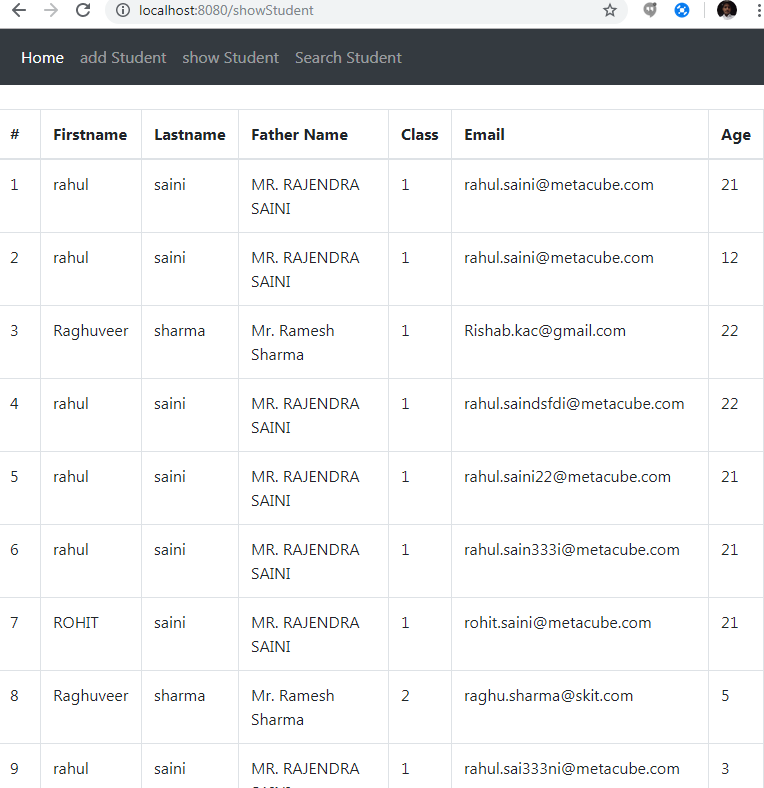 localhost:8080/showStudent
Home add Student show Student Search Student
# Firstname Lastname Father Name Class Email Age
1 rahul saini MR. RAJENDRA SAINI 1 rahul.saini@metacube.com 21
2 rahul saini MR. RAJENDRA SAINI 1 rahul.saini@metacube.com 12
3 Raghuveer sharma Mr. Ramesh Sharma 1 Rishab.kac@gmail.com 22
4 rahul saini MR. RAJENDRA SAINI 1 rahul.saindsfdi@metacube.com 22
5 rahul saini MR. RAJENDRA SAINI 1 rahul.saini22@metacube.com 21
6 rahul saini MR. RAJENDRA SAINI 1 rahul.sain333i@metacube.com 21
7 ROHIT saini MR. RAJENDRA SAINI 1 rohit.saini@metacube.com 21
8 Raghuveer sharma Mr. Ramesh Sharma 2 raghu.sharma@skit.com 5
9 rahul saini MR. RAJENDRA 1 rahul.sai333ni@metacube.com 3